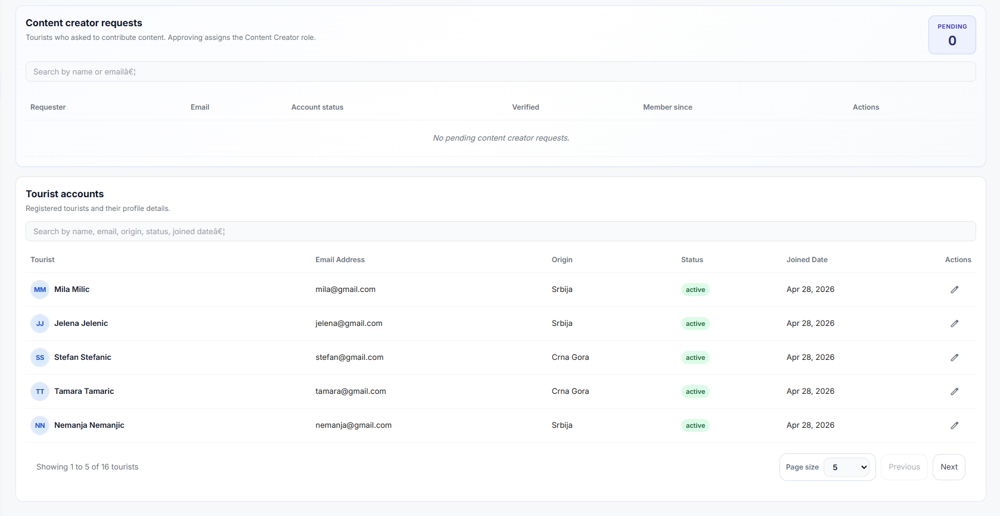 Content creator requests
Tourists who asked to contribute content. Approving assigns the Content Creator role.
PENDING
0
Search by name or emailâ€¦
Requester Email Account status Verified Member since Actions
No pending content creator requests.
Tourist accounts
Registered tourists and their profile details.
Search by name, email, origin, status, joined dateâ€¦
Tourist Email Address Origin Status Joined Date Actions
MM Mila Milic mila@gmail.com Srbija active Apr 28, 2026
JJ Jelena Jelenic jelena@gmail.com Srbija active Apr 28, 2026
SS Stefan Stefanic stefan@gmail.com Crna Gora active Apr 28, 2026
TT Tamara Tamaric tamara@gmail.com Crna Gora active Apr 28, 2026
NN Nemanja Nemanjic nemanja@gmail.com Srbija active Apr 28, 2026
Showing 1 to 5 of 16 tourists Page size 5 Previous Next